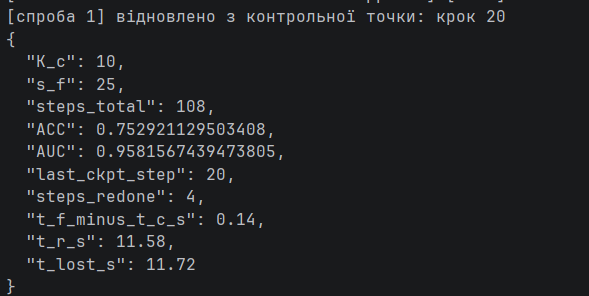 [спроба 1] відновлено з контрольної точки: крок 20
{
"K_c": 10,
"s_f": 25,
"steps_total": 108,
"ACC": 0.752921129503408,
"AUC": 0.9581567439473805,
"last_ckpt_step": 20,
"steps_redone": 4,
"t_f_minus_t_c_s": 0.14,
"t_r_s": 11.58,
"t_lost_s": 11.72
}